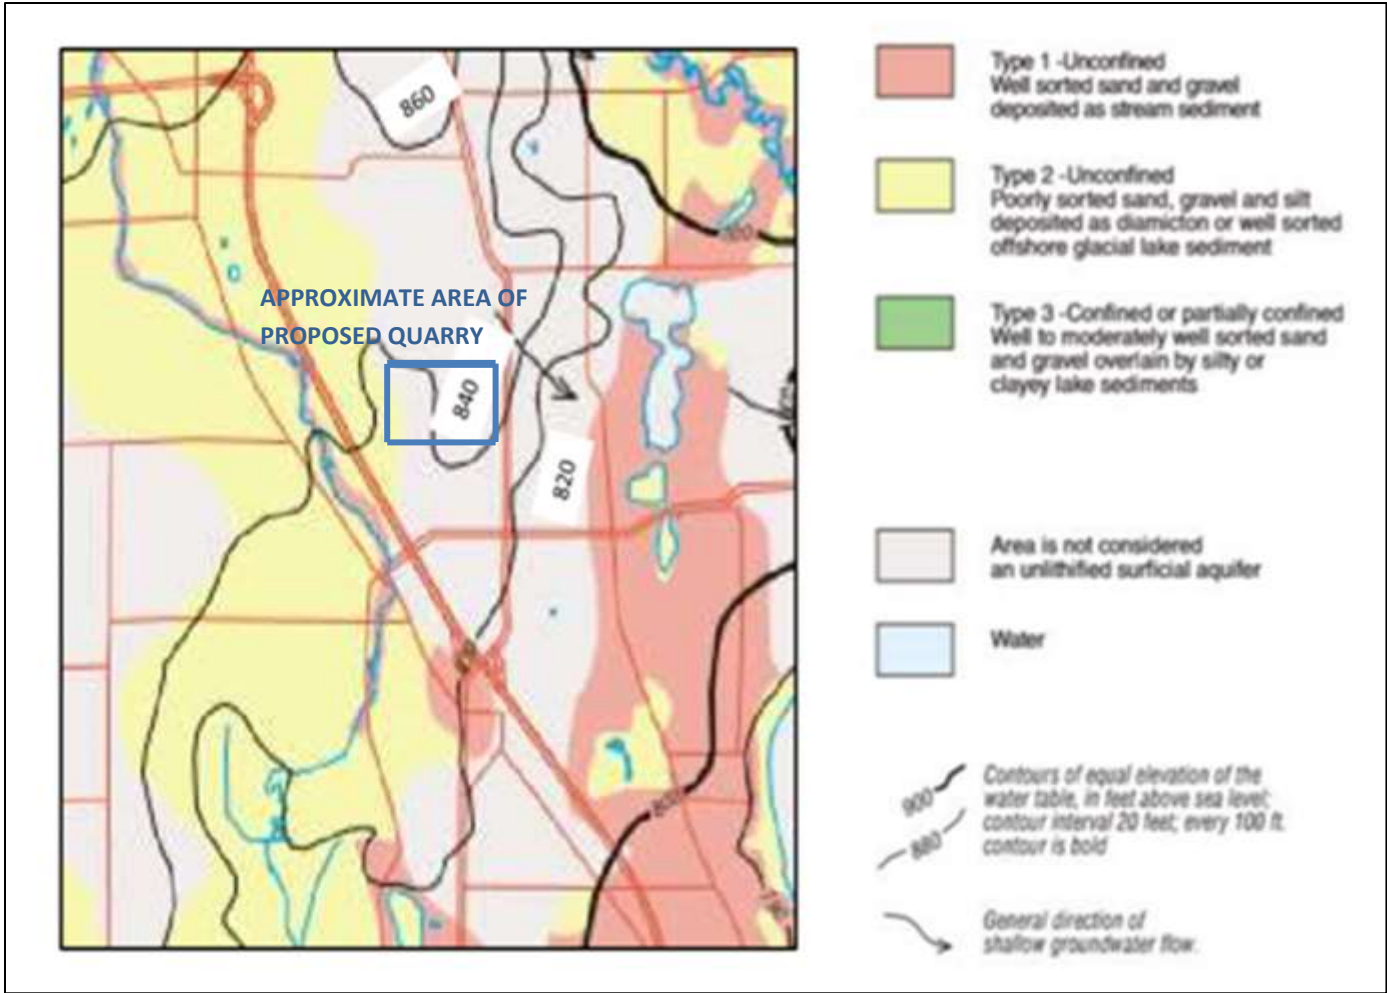 860
APPROXIMATE AREA OF
PROPOSED QUARRY
840
820
800
Type 1 -Unconfined
Well sorted sand and gravel
deposited as stream sediment
Type 2 -Unconfined
Poorly sorted sand, gravel and silt
deposited as diamicton or well sorted
offshore glacial lake sediment
Type 3 -Confined or partially confined
Well to moderately well sorted sand
and gravel overlain by silty or
clayey lake sediments
Area is not considered
an unlithified surficial aquifer
Water
900
880
Contours of equal elevation of the
water table, in feet above sea level;
contour interval 20 feet; every 100 ft.
contour is bold
General direction of
shallow groundwater flow.